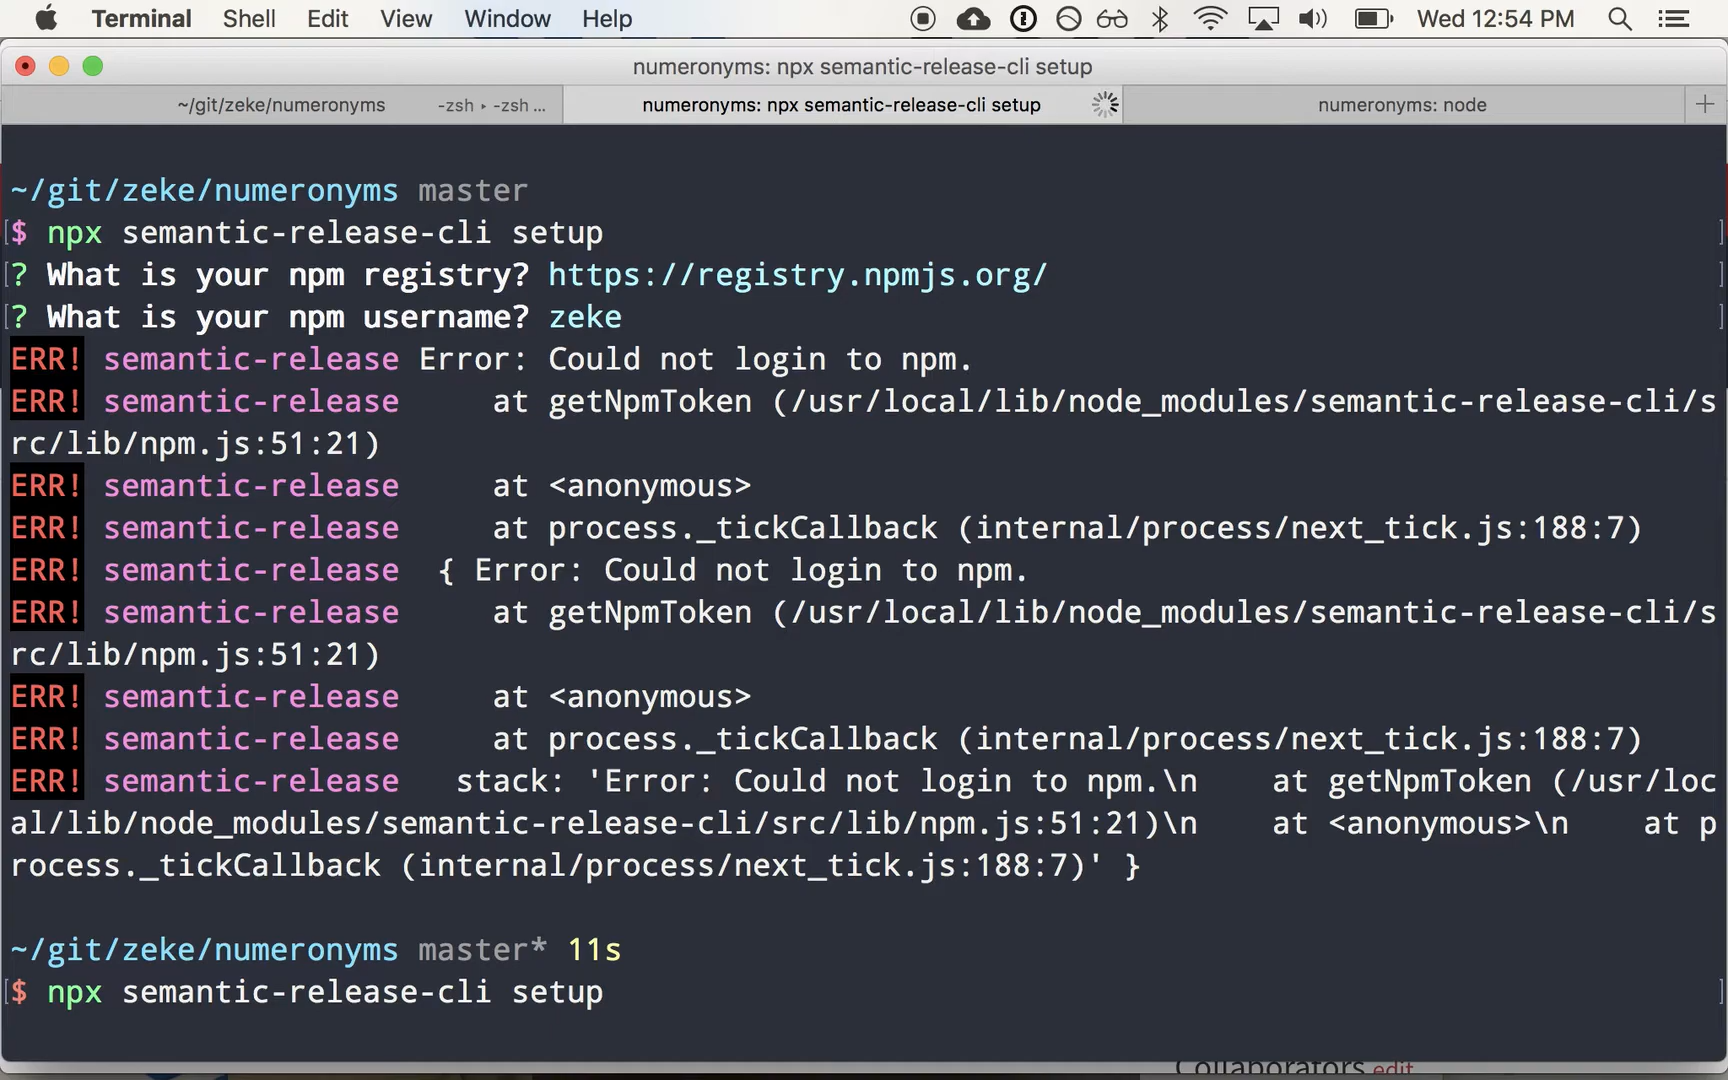 Terminal Shell Edit View Window Help Wed 12:54 PM
numeronyms: npx semantic-release-cli setup
~/git/zeke/numeronyms -zsh ▸ -zsh ... numeronyms: npx semantic-release-cli setup numeronyms: node +
~/git/zeke/numeronyms master
[$ npx semantic-release-cli setup ]
[? What is your npm registry? https://registry.npmjs.org/ ]
[? What is your npm username? zeke ]
ERR! semantic-release Error: Could not login to npm.
ERR! semantic-release     at getNpmToken (/usr/local/lib/node_modules/semantic-release-cli/s
rc/lib/npm.js:51:21)
ERR! semantic-release     at <anonymous>
ERR! semantic-release     at process._tickCallback (internal/process/next_tick.js:188:7)
ERR! semantic-release  { Error: Could not login to npm.
ERR! semantic-release     at getNpmToken (/usr/local/lib/node_modules/semantic-release-cli/s
rc/lib/npm.js:51:21)
ERR! semantic-release     at <anonymous>
ERR! semantic-release     at process._tickCallback (internal/process/next_tick.js:188:7)
ERR! semantic-release   stack: 'Error: Could not login to npm.\n    at getNpmToken (/usr/loc
al/lib/node_modules/semantic-release-cli/src/lib/npm.js:51:21)\n    at <anonymous>\n    at p
rocess._tickCallback (internal/process/next_tick.js:188:7)' }
~/git/zeke/numeronyms master* 11s
[$ npx semantic-release-cli setup ]
Collaborators edit